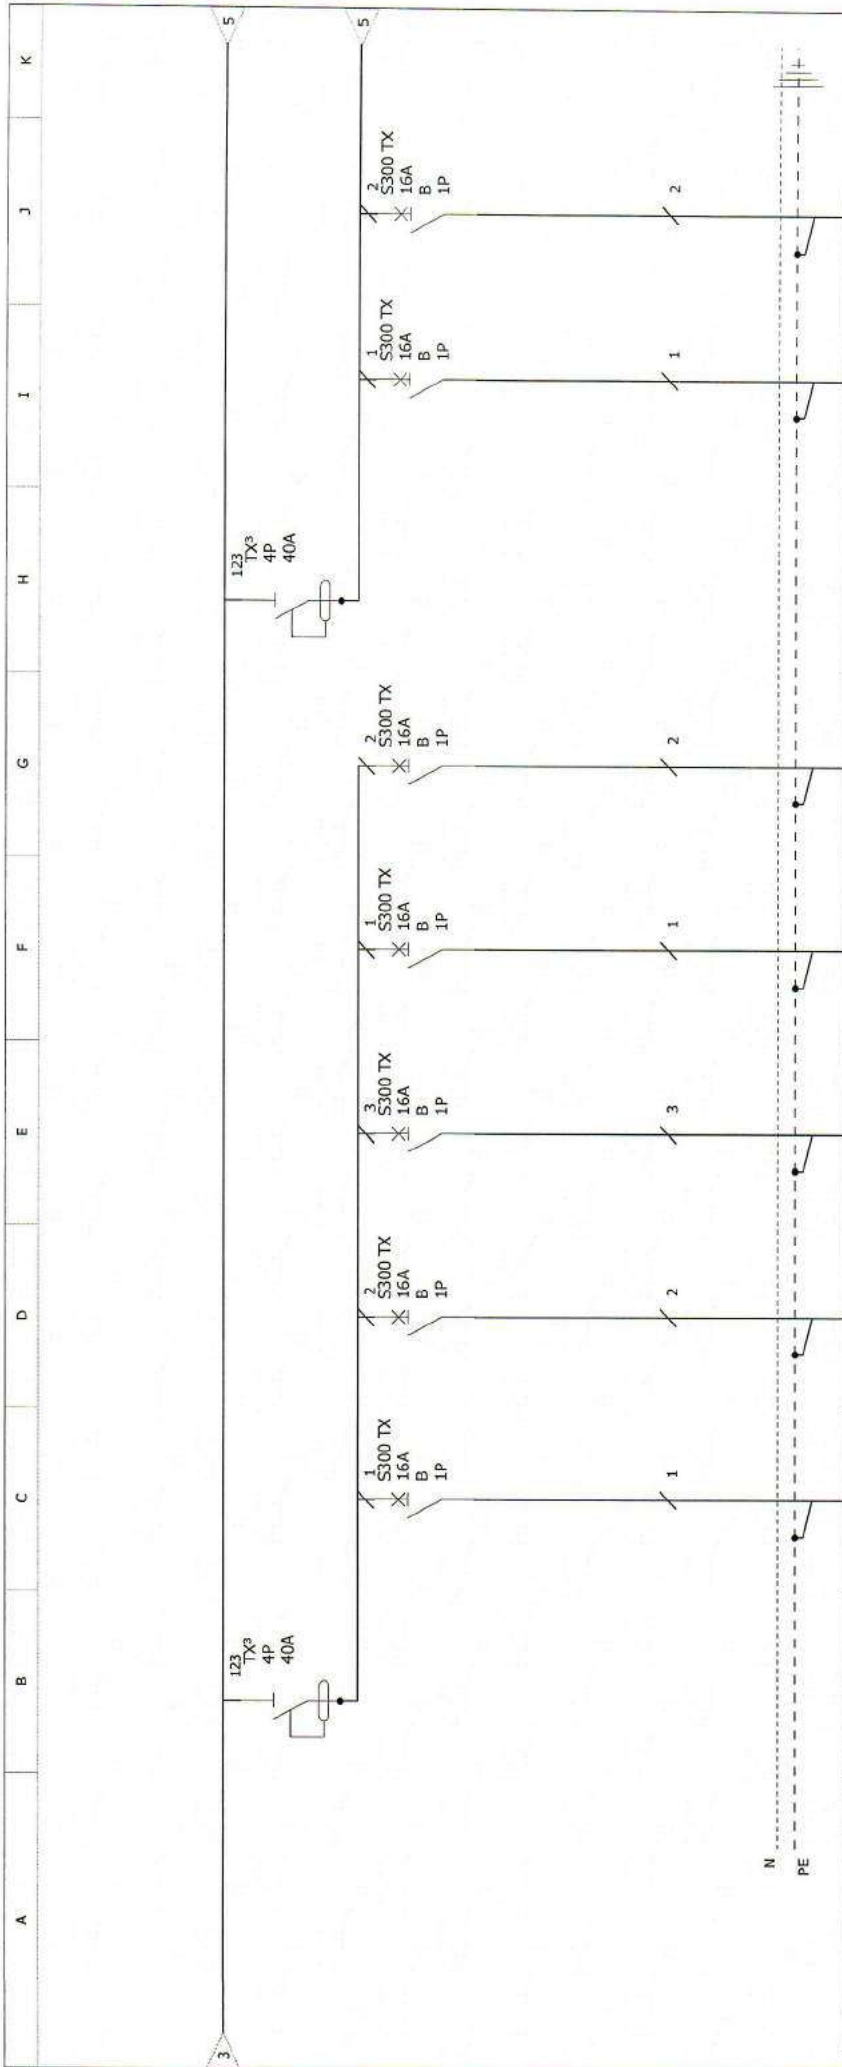 A B C D E F G H I J K
3
5
5
123
TX³
4P
40A
1
S300 TX
16A
B
1P
2
S300 TX
16A
B
1P
3
S300 TX
16A
B
1P
1
S300 TX
16A
B
1P
2
S300 TX
16A
B
1P
123
TX³
4P
40A
1
S300 TX
16A
B
1P
2
S300 TX
16A
B
1P
1
2
3
1
2
1
2
N
PE